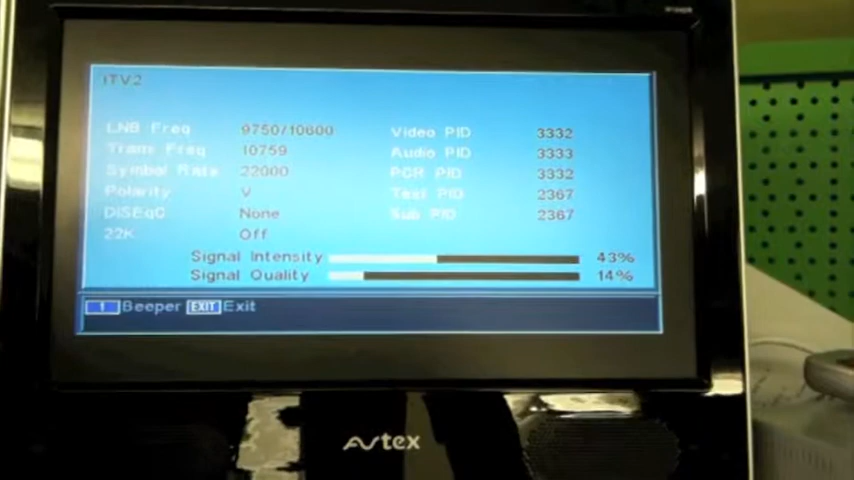 ITV2
LNB Freq 9750/10600 Video PID 3332
Trans Freq 10759 Audio PID 3333
Symbol Rate 22000 PCR PID 3332
Polarity V Text PID 2367
DISEqC None Sub PID 2367
22K Off
Signal Intensity 43%
Signal Quality 14%
! Beeper EXIT Exit
Avtex